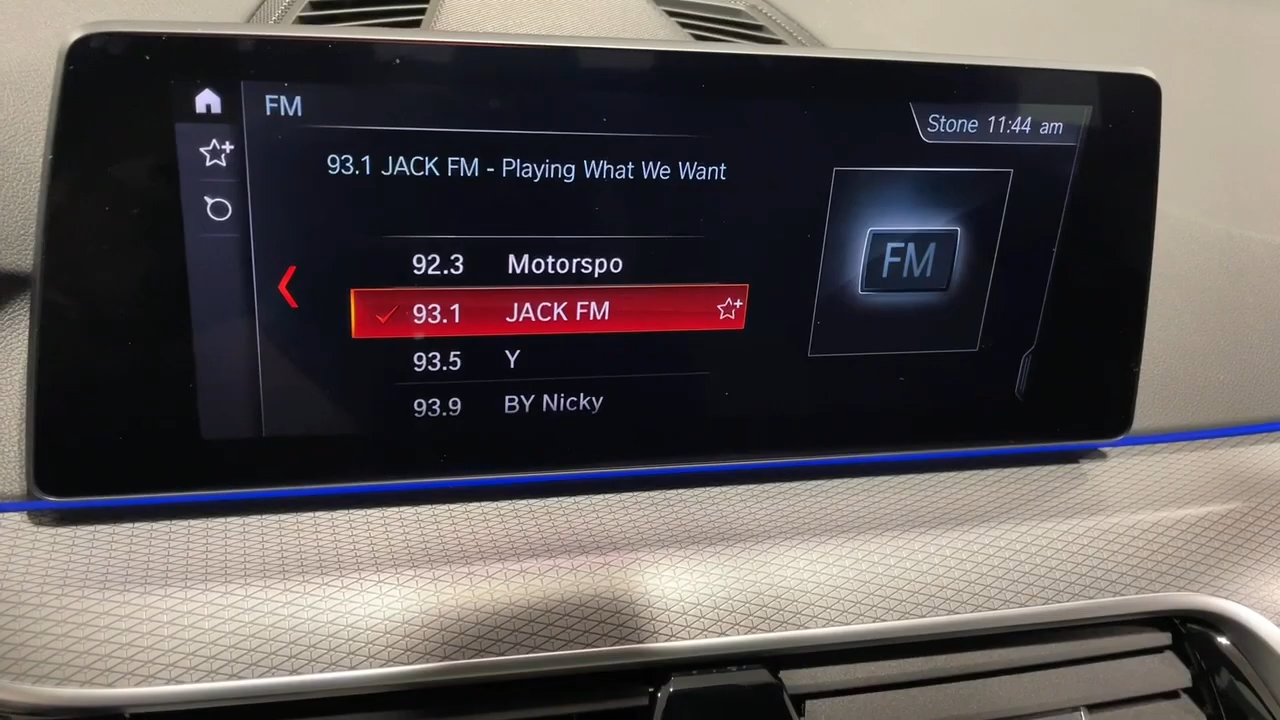 FM
Stone 11:44 am
93.1 JACK FM - Playing What We Want
92.3 Motorspo
93.1 JACK FM
93.5 Y
93.9 BY Nicky
FM